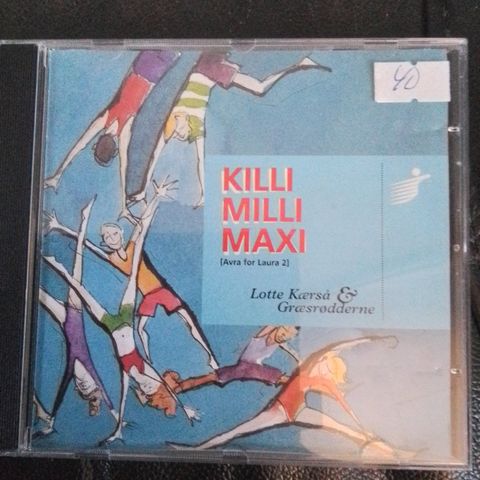 40
KILLI
MILLI
MAXI
[Avra for Laura 2]
Lotte Kærså &
Græsrødderne